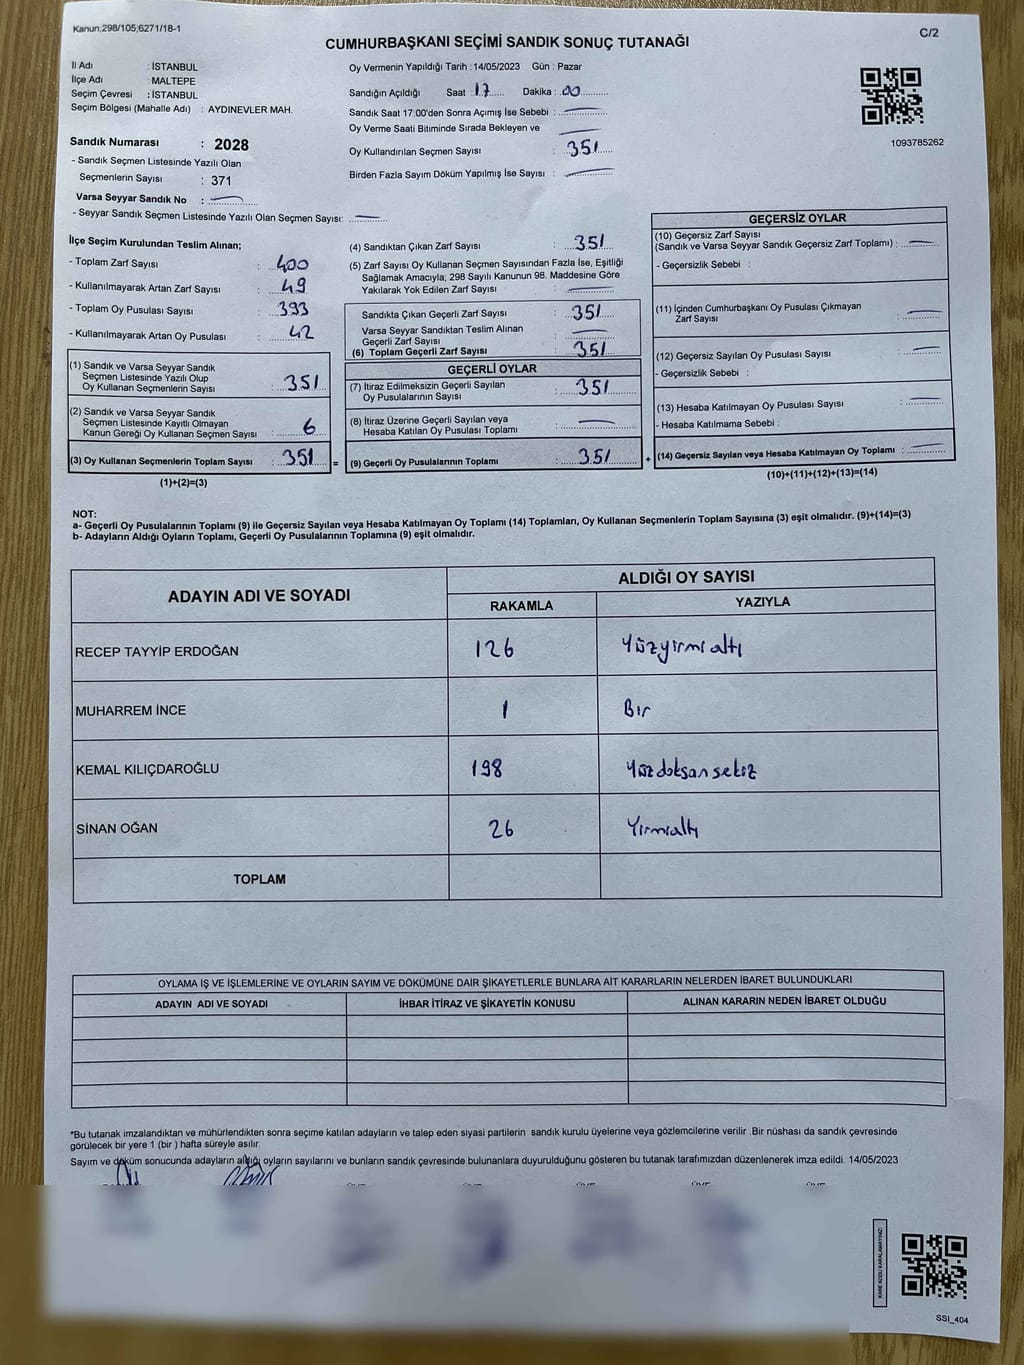 Kanun:298/105;6271/18-1
C/2
CUMHURBAŞKANI SEÇİMİ SANDIK SONUÇ TUTANAĞI
İl Adı : İSTANBUL
İlçe Adı : MALTEPE
Seçim Çevresi : İSTANBUL
Seçim Bölgesi (Mahalle Adı) : AYDINEVLER MAH.
Sandık Numarası : 2028
- Sandık Seçmen Listesinde Yazılı Olan
Seçmenlerin Sayısı : 371
Varsa Seyyar Sandık No :
- Seyyar Sandık Seçmen Listesinde Yazılı Olan Seçmen Sayısı:
Oy Vermenin Yapıldığı Tarih : 14/05/2023 Gün : Pazar
Sandığın Açıldığı Saat : 17 Dakika : 00
Sandık Saat 17:00'den Sonra Açımış İse Sebebi :
Oy Verme Saati Bitiminde Sırada Bekleyen ve
Oy Kullandırılan Seçmen Sayısı : 351
Birden Fazla Sayım Döküm Yapılmış İse Sayısı :
1093785262
İlçe Seçim Kurulundan Teslim Alınan;
- Toplam Zarf Sayısı : 400
- Kullanılmayarak Artan Zarf Sayısı : 49
- Toplam Oy Pusulası Sayısı : 393
- Kullanılmayarak Artan Oy Pusulası : 42
(1) Sandık ve Varsa Seyyar Sandık
Seçmen Listesinde Yazılı Olup
Oy Kullanan Seçmenlerin Sayısı : 351
(2) Sandık ve Varsa Seyyar Sandık
Seçmen Listesinde Kayıtlı Olmayan
Kanun Gereği Oy Kullanan Seçmen Sayısı : 6
(3) Oy Kullanan Seçmenlerin Toplam Sayısı : 351 =
(1)+(2)=(3)
(4) Sandıktan Çıkan Zarf Sayısı : 351
(5) Zarf Sayısı Oy Kullanan Seçmen Sayısından Fazla İse, Eşitliği
Sağlamak Amacıyla; 298 Sayılı Kanunun 98. Maddesine Göre
Yakılarak Yok Edilen Zarf Sayısı :
Sandıkta Çıkan Geçerli Zarf Sayısı : 351
Varsa Seyyar Sandıktan Teslim Alınan
Geçerli Zarf Sayısı :
(6) Toplam Geçerli Zarf Sayısı : 351
GEÇERLİ OYLAR
(7) İtiraz Edilmeksizin Geçerli Sayılan
Oy Pusulalarının Sayısı : 351
(8) İtiraz Üzerine Geçerli Sayılan veya
Hesaba Katılan Oy Pusulası Toplamı :
(9) Geçerli Oy Pusulalarının Toplamı : 351 +
GEÇERSİZ OYLAR
(10) Geçersiz Zarf Sayısı
(Sandık ve Varsa Seyyar Sandık Geçersiz Zarf Toplamı) :
- Geçersizlik Sebebi :
(11) İçinden Cumhurbaşkanı Oy Pusulası Çıkmayan
Zarf Sayısı :
(12) Geçersiz Sayılan Oy Pusulası Sayısı :
- Geçersizlik Sebebi :
(13) Hesaba Katılmayan Oy Pusulası Sayısı :
- Hesaba Katılmama Sebebi :
(14) Geçersiz Sayılan veya Hesaba Katılmayan Oy Toplamı :
(10)+(11)+(12)+(13)=(14)
NOT:
a- Geçerli Oy Pusulalarının Toplamı (9) ile Geçersiz Sayılan veya Hesaba Katılmayan Oy Toplamı (14) Toplamları, Oy Kullanan Seçmenlerin Toplam Sayısına (3) eşit olmalıdır. (9)+(14)=(3)
b- Adayların Aldığı Oyların Toplamı, Geçerli Oy Pusulalarının Toplamına (9) eşit olmalıdır.
ADAYIN ADI VE SOYADI
ALDIĞI OY SAYISI
RAKAMLA YAZIYLA
RECEP TAYYİP ERDOĞAN 126 Yüzyirmialtı
MUHARREM İNCE 1 Bir
KEMAL KILIÇDAROĞLU 198 Yüzdoksansekiz
SİNAN OĞAN 26 Yirmialtı
TOPLAM
OYLAMA İŞ VE İŞLEMLERİNE VE OYLARIN SAYIM VE DÖKÜMÜNE DAİR ŞİKAYETLERLE BUNLARA AİT KARARLARIN NELERDEN İBARET BULUNDUKLARI
ADAYIN ADI VE SOYADI İHBAR İTİRAZ VE ŞİKAYETİN KONUSU ALINAN KARARIN NEDEN İBARET OLDUĞU
*Bu tutanak imzalandıktan ve mühürlendikten sonra seçime katılan adayların ve talep eden siyasi partilerin sandık kurulu üyelerine veya gözlemcilerine verilir .Bir nüshası da sandık çevresinde
görülecek bir yere 1 (bir ) hafta süreyle asılır.
Sayım ve döküm sonucunda adayların aldığı oyların sayılarını ve bunların sandık çevresinde bulunanlara duyurulduğunu gösteren bu tutanak tarafımızdan düzenlenerek imza edildi. 14/05/2023
KARE KODU KARALAMAYINIZ!
SSI_404